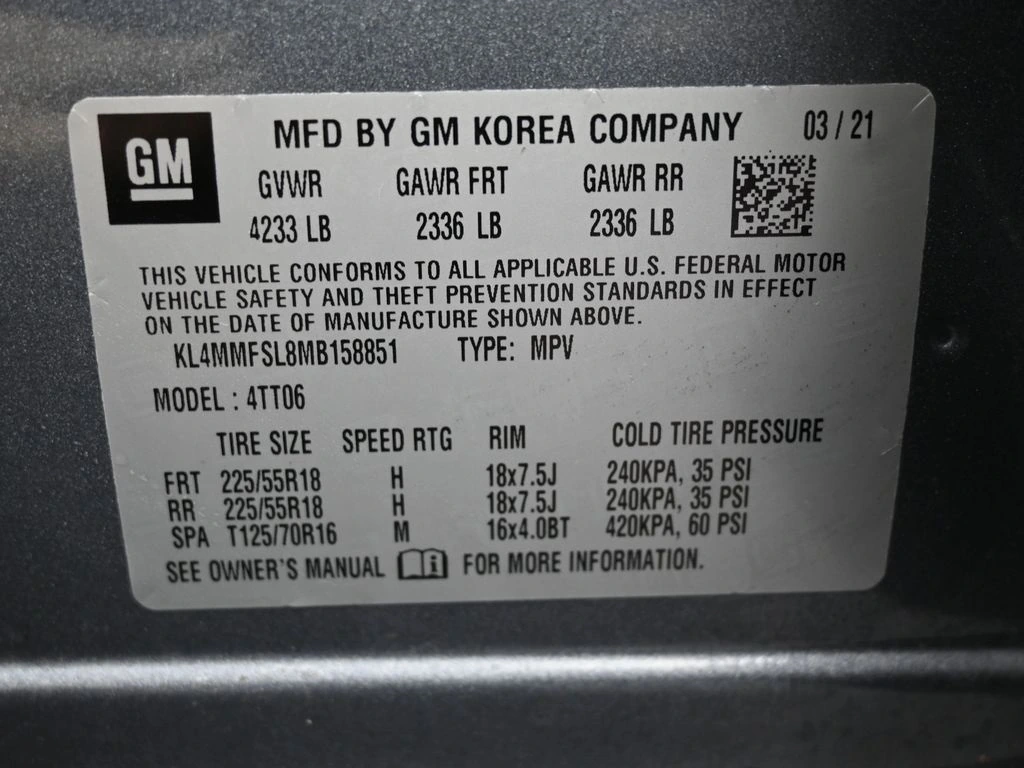 GM
MFD BY GM KOREA COMPANY 03 / 21
GVWR GAWR FRT GAWR RR
4233 LB 2336 LB 2336 LB
THIS VEHICLE CONFORMS TO ALL APPLICABLE U.S. FEDERAL MOTOR
VEHICLE SAFETY AND THEFT PREVENTION STANDARDS IN EFFECT
ON THE DATE OF MANUFACTURE SHOWN ABOVE.
KL4MMFSL8MB158851 TYPE: MPV
MODEL : 4TT06
TIRE SIZE SPEED RTG RIM COLD TIRE PRESSURE
FRT 225/55R18 H 18x7.5J 240KPA, 35 PSI
RR 225/55R18 H 18x7.5J 240KPA, 35 PSI
SPA T125/70R16 M 16x4.0BT 420KPA, 60 PSI
SEE OWNER'S MANUAL i FOR MORE INFORMATION.